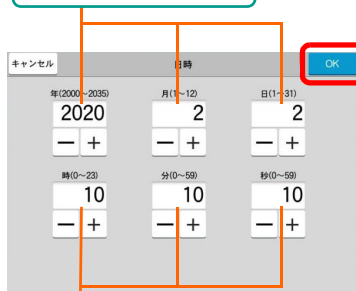 キャンセル 日時 OK
年(2000~2035) 月(1~12) 日(1~31)
2020 2 2
— + — + — +
時(0~23) 分(0~59) 秒(0~59)
10 10 10
— + — + — +